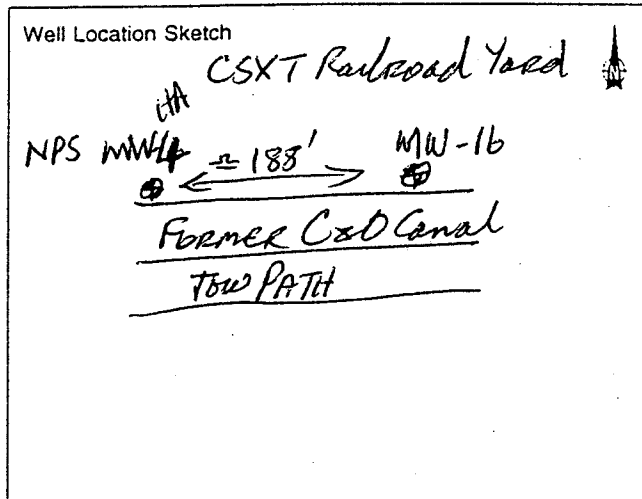 Well Location Sketch
CSXT Railroad Yard
NPS MW4 ≈ 188' MW-16
FORMER C&O Canal
TOW PATH